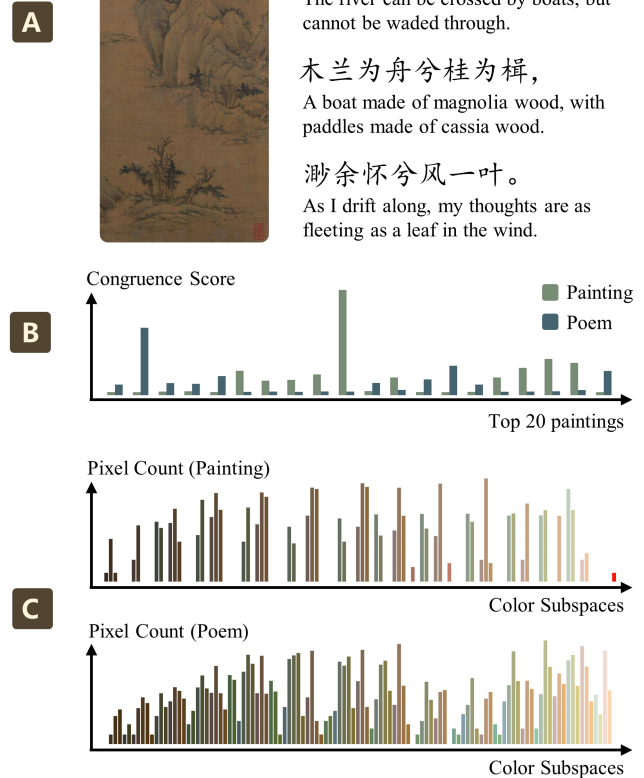 A
The river can be crossed by boats, but
cannot be waded through.
木兰为舟兮桂为楫，
A boat made of magnolia wood, with
paddles made of cassia wood.
渺余怀兮风一叶。
As I drift along, my thoughts are as
fleeting as a leaf in the wind.
Congruence Score
Painting
Poem
B
Top 20 paintings
Pixel Count (Painting)
Color Subspaces
C
Pixel Count (Poem)
Color Subspaces